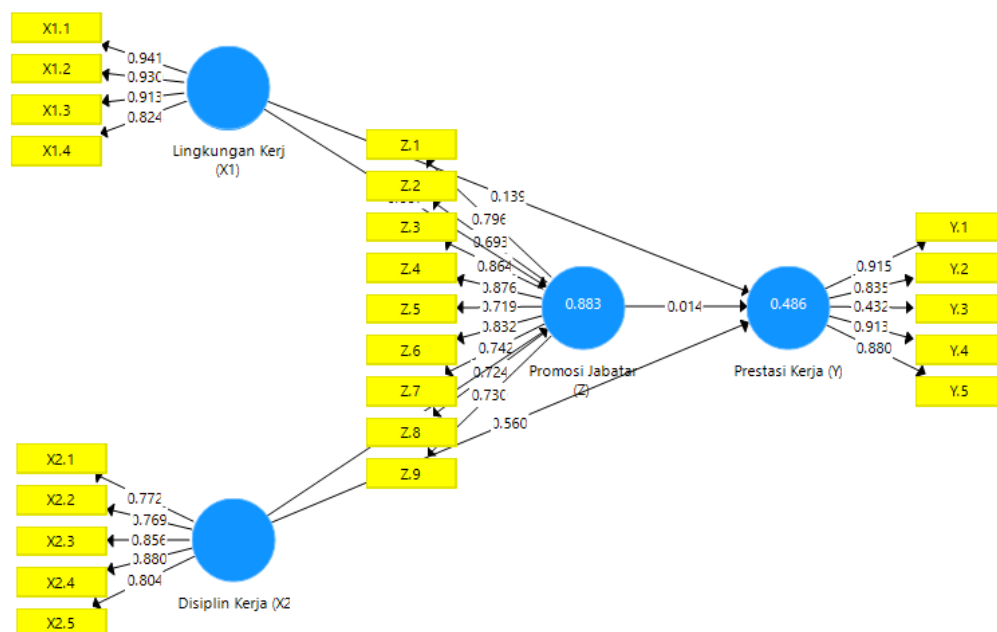 X1.1
X1.2
X1.3
X1.4
0.941
0.930
0.913
0.824
Lingkungan Kerj
(X1)
Z.1
Z.2
Z.3
Z.4
Z.5
Z.6
Z.7
Z.8
Z.9
0.139
0.796
0.693
0.864
0.876
0.719
0.832
0.742
0.724
0.730
0.883
Promosi Jabatar
(Z)
0.014
0.486
Prestasi Kerja (Y)
0.915
0.835
0.432
0.913
0.880
Y.1
Y.2
Y.3
Y.4
Y.5
0.560
X2.1
X2.2
X2.3
X2.4
X2.5
0.772
0.769
0.856
0.880
0.804
Disiplin Kerja (X2